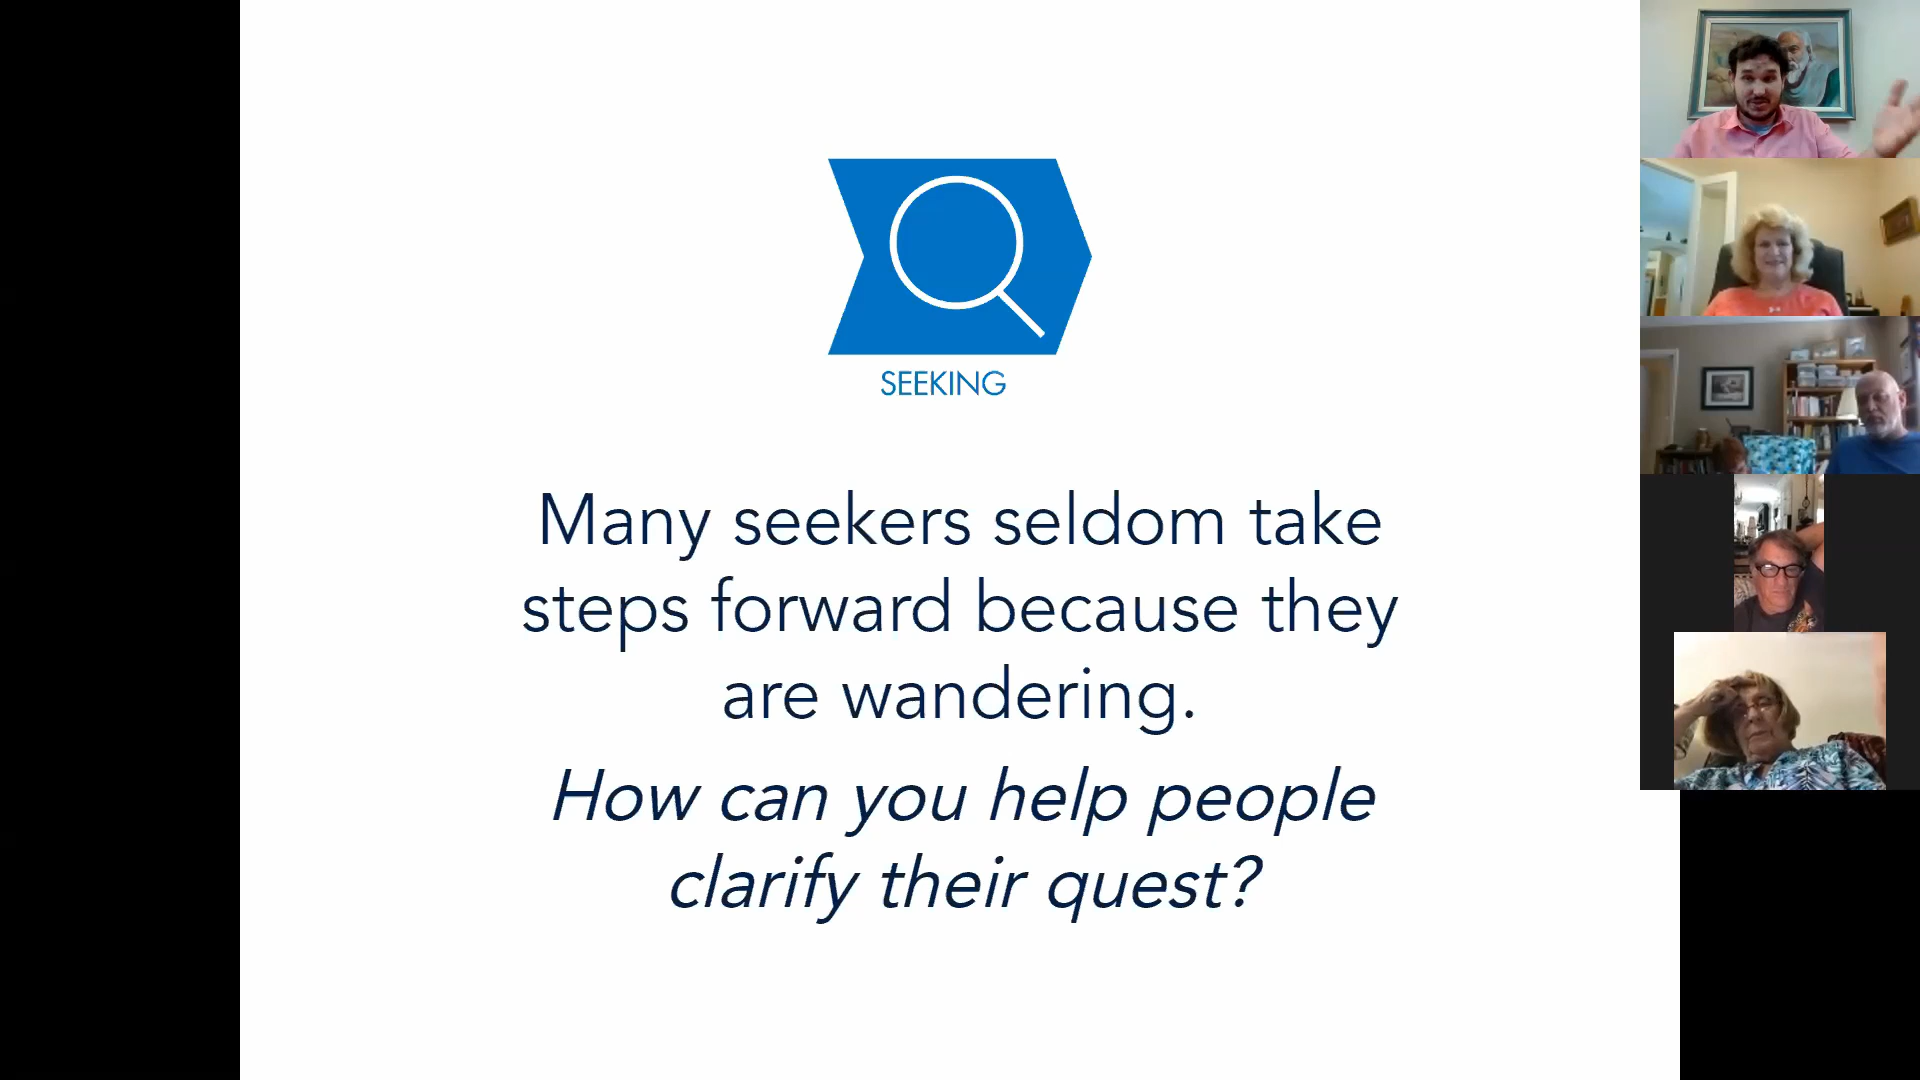 SEEKING
Many seekers seldom take
steps forward because they
are wandering.
How can you help people
clarify their quest?